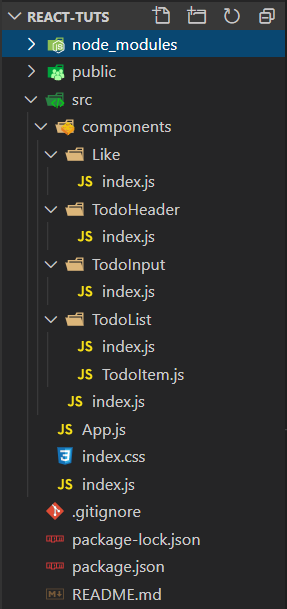 REACT-TUTS
node_modules
public
src
components
Like
JS index.js
TodoHeader
JS index.js
TodoInput
JS index.js
TodoList
JS index.js
JS TodoItem.js
JS index.js
JS App.js
index.css
JS index.js
.gitignore
package-lock.json
package.json
README.md